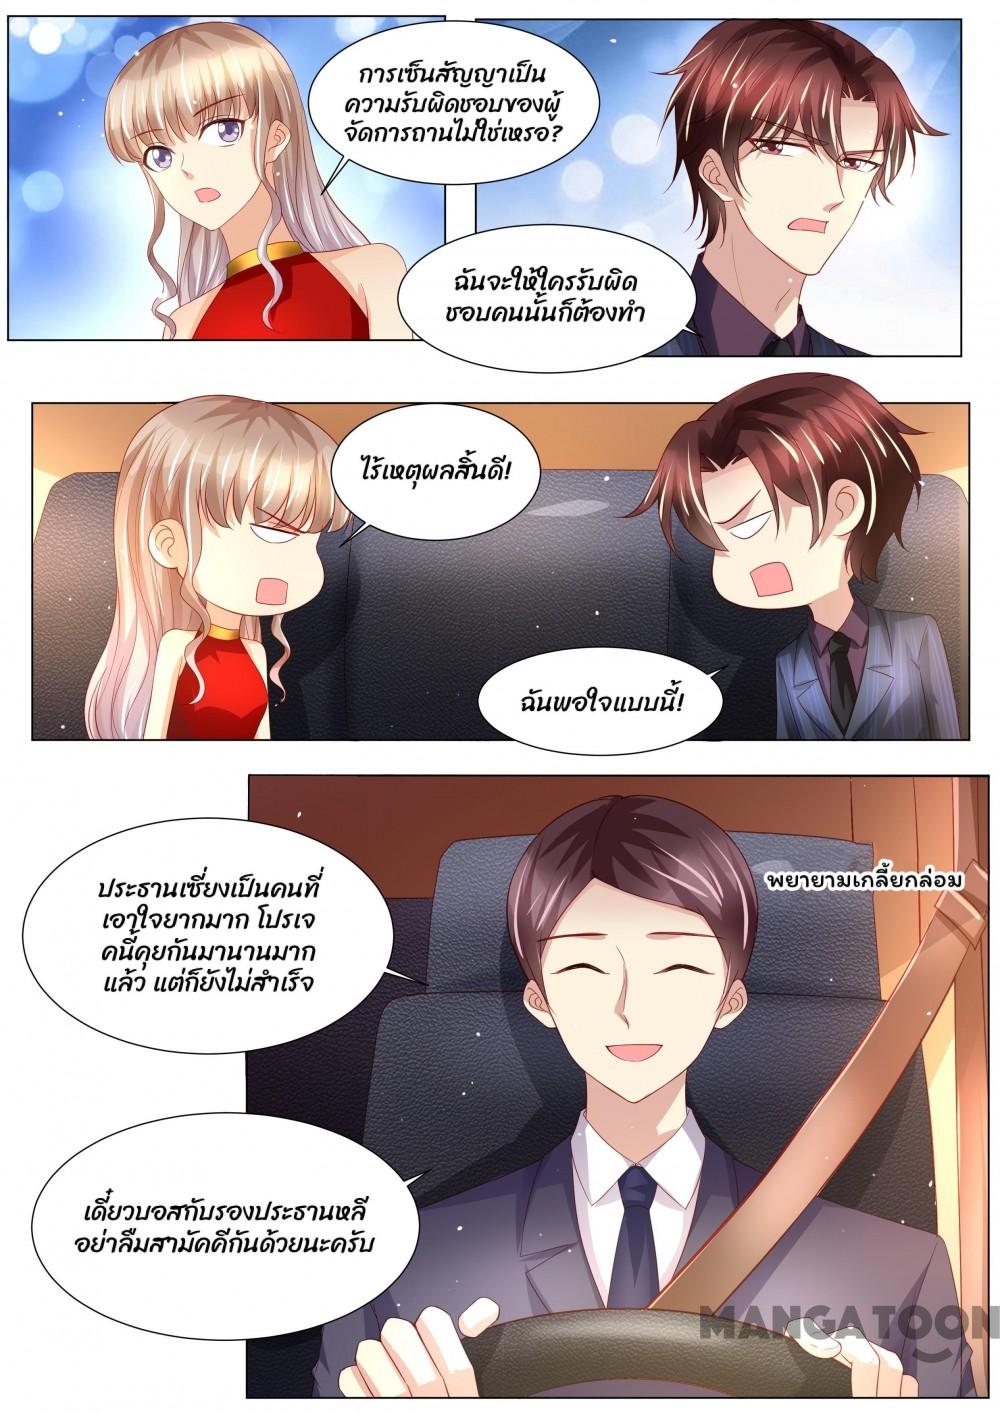 การเซ็นสัญญาเป็น
ความรับผิดชอบของผู้
จัดการถานไม่ใช่เหรอ?
ฉันจะให้ใครรับผิด
ชอบคนนั้นก็ต้องทำ
ไร้เหตุผลสิ้นดี!
ฉันพอใจแบบนี้!
ประธานเซี่ยงเป็นคนที่
เอาใจยากมาก โปรเจ
คนี้คุยกันมานานมาก
แล้ว แต่ก็ยังไม่สำเร็จ
พยายามเกลี้ยกล่อม
เดี๋ยวบอสกับรองประธานหลี
อย่าลืมสามัคคีกันด้วยนะครับ
MANGATOON